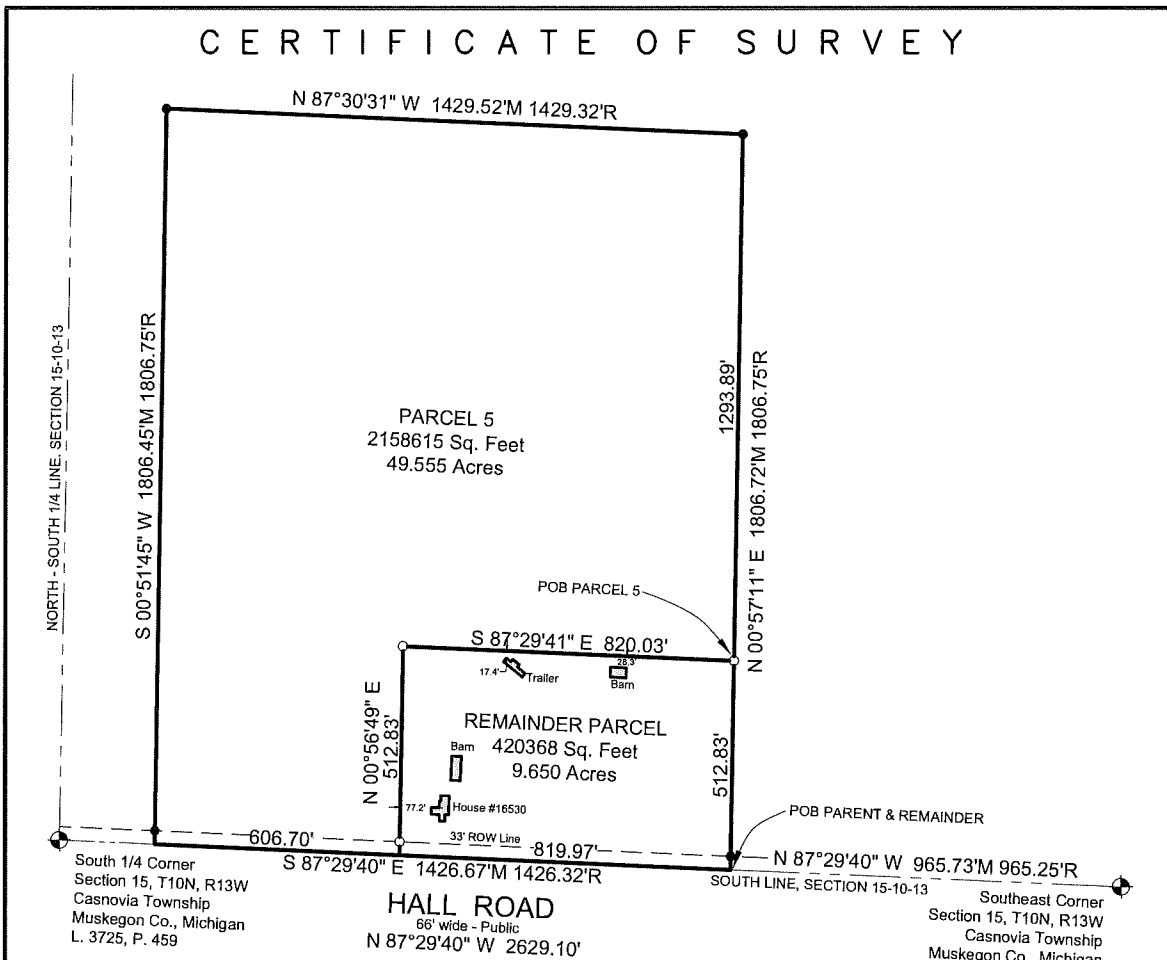 CERTIFICATE OF SURVEY
N 87°30'31" W 1429.52'M 1429.32'R
NORTH - SOUTH 1/4 LINE, SECTION 15-10-13
S 00°51'45" W 1806.45'M 1806.75'R
PARCEL 5
2158615 Sq. Feet
49.555 Acres
1293.89'
N 00°57'11" E 1806.72'M 1806.75'R
POB PARCEL 5
S 87°29'41" E 820.03'
17.4'
Trailer
28.3'
Barn
N 00°56'49" E
512.83'
REMAINDER PARCEL
420368 Sq. Feet
9.650 Acres
Barn
512.83'
77.2'
House #16530
POB PARENT & REMAINDER
606.70'
33' ROW Line
819.97'
N 87°29'40" W 965.73'M 965.25'R
S 87°29'40" E 1426.67'M 1426.32'R
SOUTH LINE, SECTION 15-10-13
South 1/4 Corner
Section 15, T10N, R13W
Casnovia Township
Muskegon Co., Michigan
L. 3725, P. 459
HALL ROAD
66' wide - Public
N 87°29'40" W 2629.10'
Southeast Corner
Section 15, T10N, R13W
Casnovia Township
Muskegon Co., Michigan